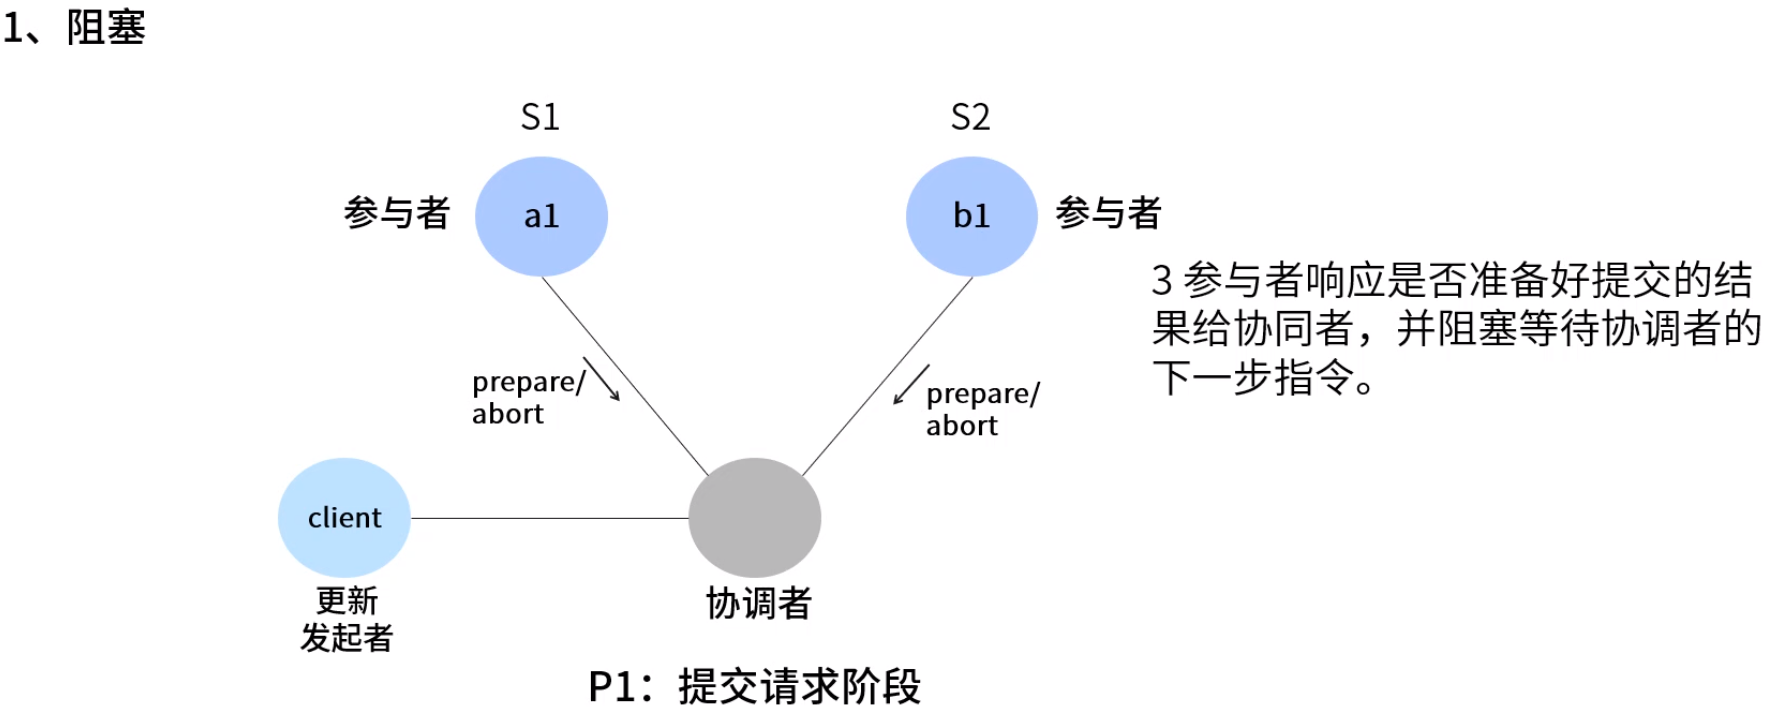 1、阻塞
S1
S2
参与者
a1
b1
参与者
3 参与者响应是否准备好提交的结
果给协同者，并阻塞等待协调者的
下一步指令。
prepare/
abort
prepare/
abort
client
更新
发起者
协调者
P1：提交请求阶段